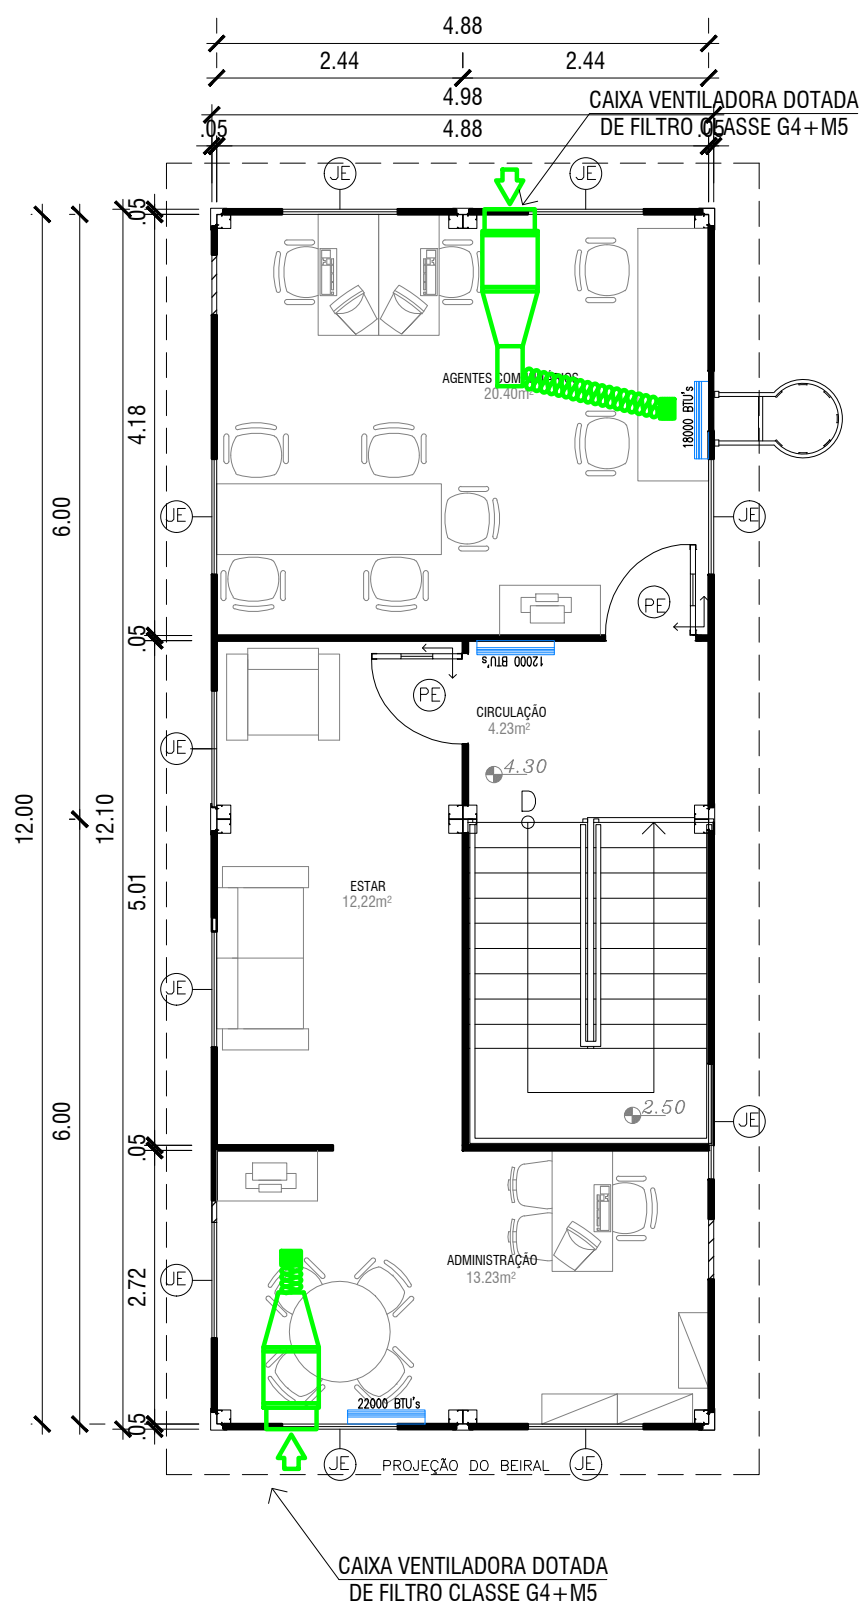 4.88
2.44
2.44
4.98
CAIXA VENTILADORA DOTADA
DE FILTRO CLASSE G4+M5
.05
4.88
.05
JE
JE
.05
AGENTES COMUNITÁRIOS
20.40m²
18000 BTU's
4.18
6.00
JE
JE
PE
.05
12000 BTU's
PE
CIRCULAÇÃO
4.23m²
JE
4.30
D
12.00
12.10
5.01
ESTAR
12,22m²
JE
2.50
JE
6.00
.05
ADMINISTRAÇÃO
13.23m²
JE
2.72
22000 BTU's
.05
JE
PROJEÇÃO DO BEIRAL
JE
CAIXA VENTILADORA DOTADA
DE FILTRO CLASSE G4+M5